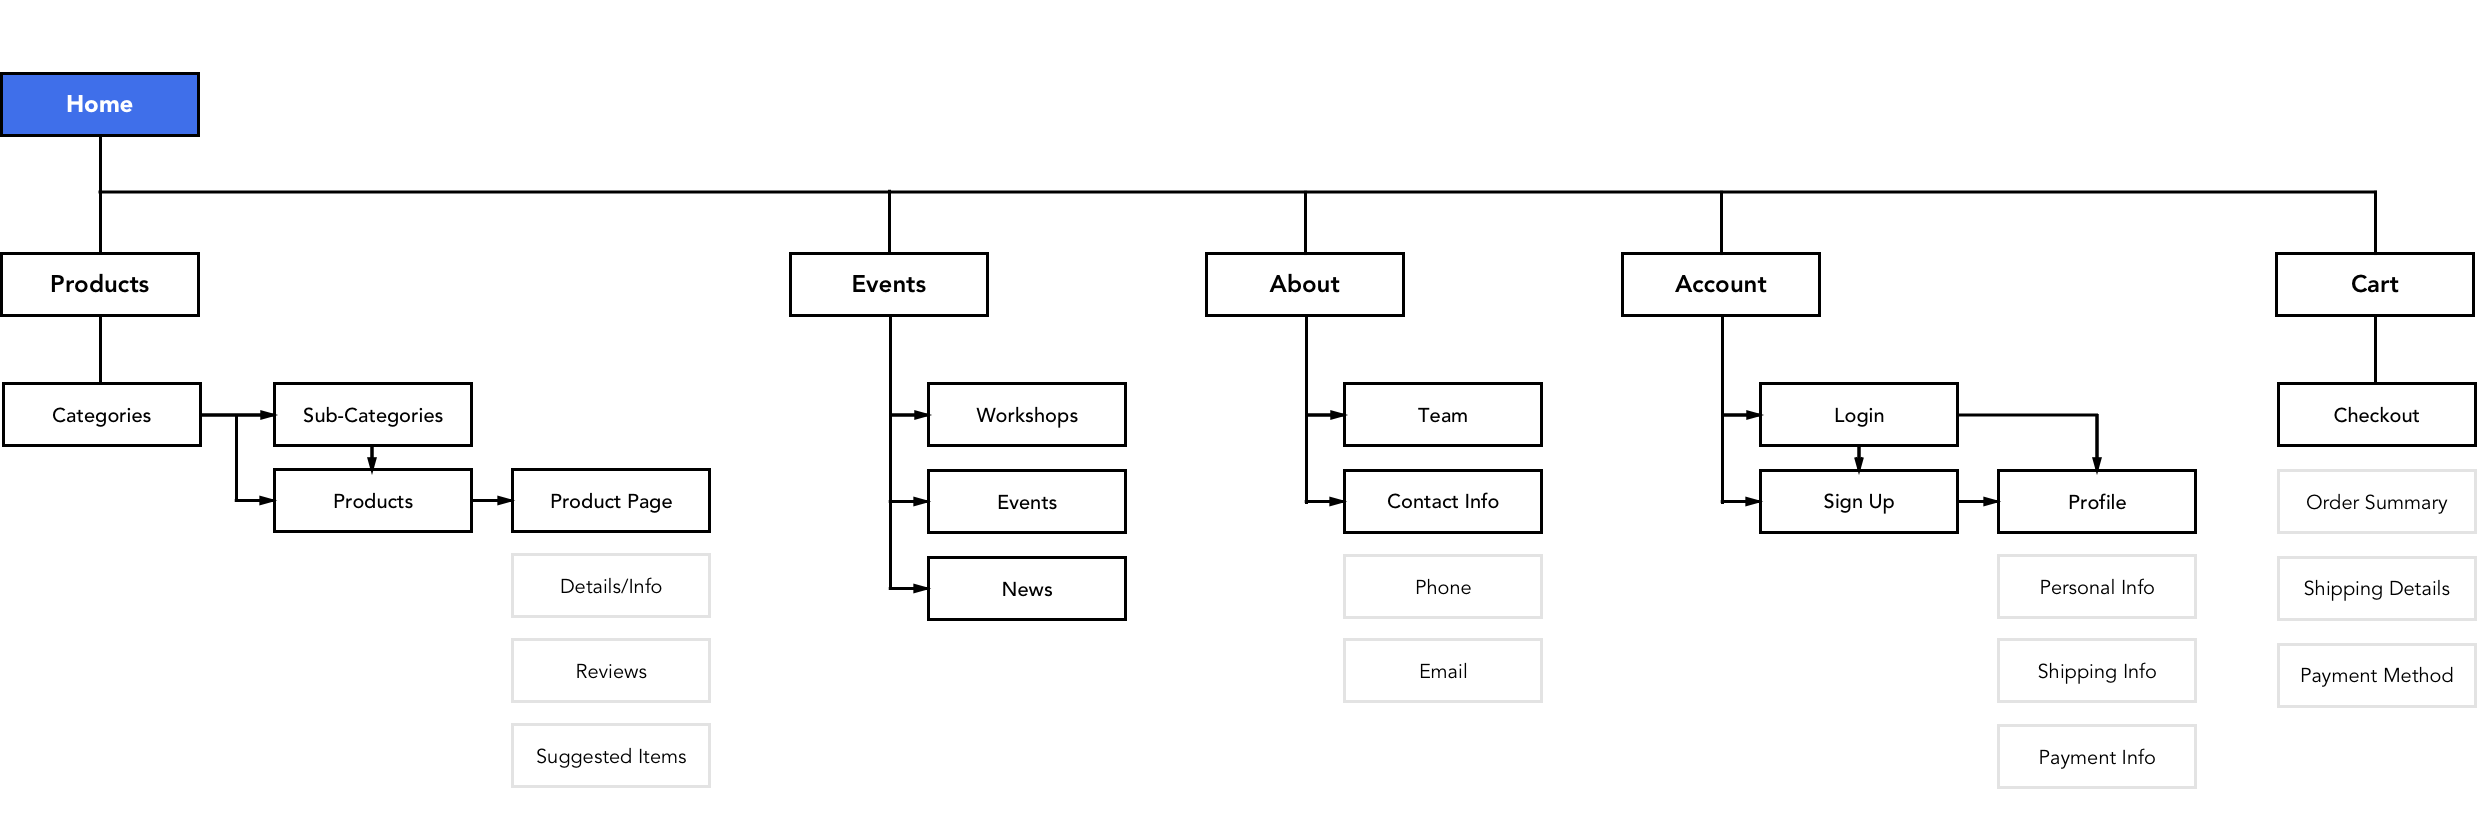 Home
Products
Events
About
Account
Cart
Categories
Sub-Categories
Workshops
Team
Login
Checkout
Products
Product Page
Events
Contact Info
Sign Up
Profile
Order Summary
Details/Info
News
Phone
Personal Info
Shipping Details
Reviews
Email
Shipping Info
Payment Method
Suggested Items
Payment Info